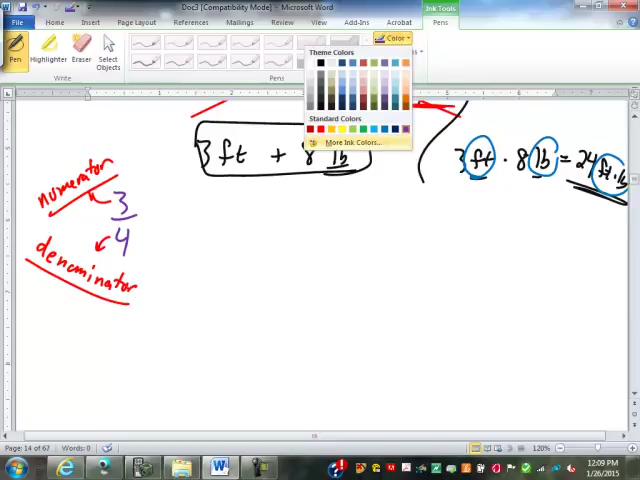 Doc3 [Compatibility Mode] - Microsoft Word
Ink Tools
File Home Insert Page Layout References Mailings Review View Add-Ins Acrobat Pens
Pen Highlighter Eraser Select Objects
Color
Write Pens
Theme Colors
Standard Colors
More Ink Colors...
3 ft + 8 lb
3 ft · 8 lb = 24 ft·lb
numerator
3
4
denominator
Page: 14 of 67 Words: 0 120%
12:09 PM
1/26/2015